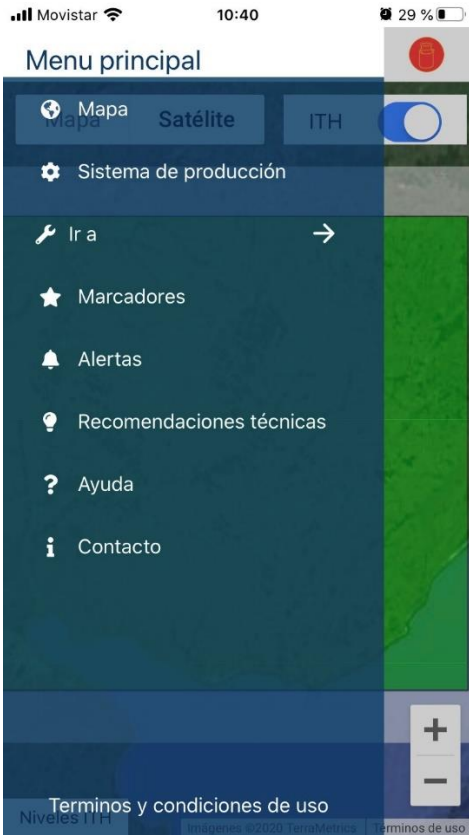 Movistar 10:40 29 %
Menu principal
Mapa
Mapa Satélite ITH
Sistema de producción
Ir a
Marcadores
Alertas
Recomendaciones técnicas
Ayuda
Contacto
+
−
Terminos y condiciones de uso
Niveles ITH
Imágenes ©2020 TerraMetrics Términos de uso